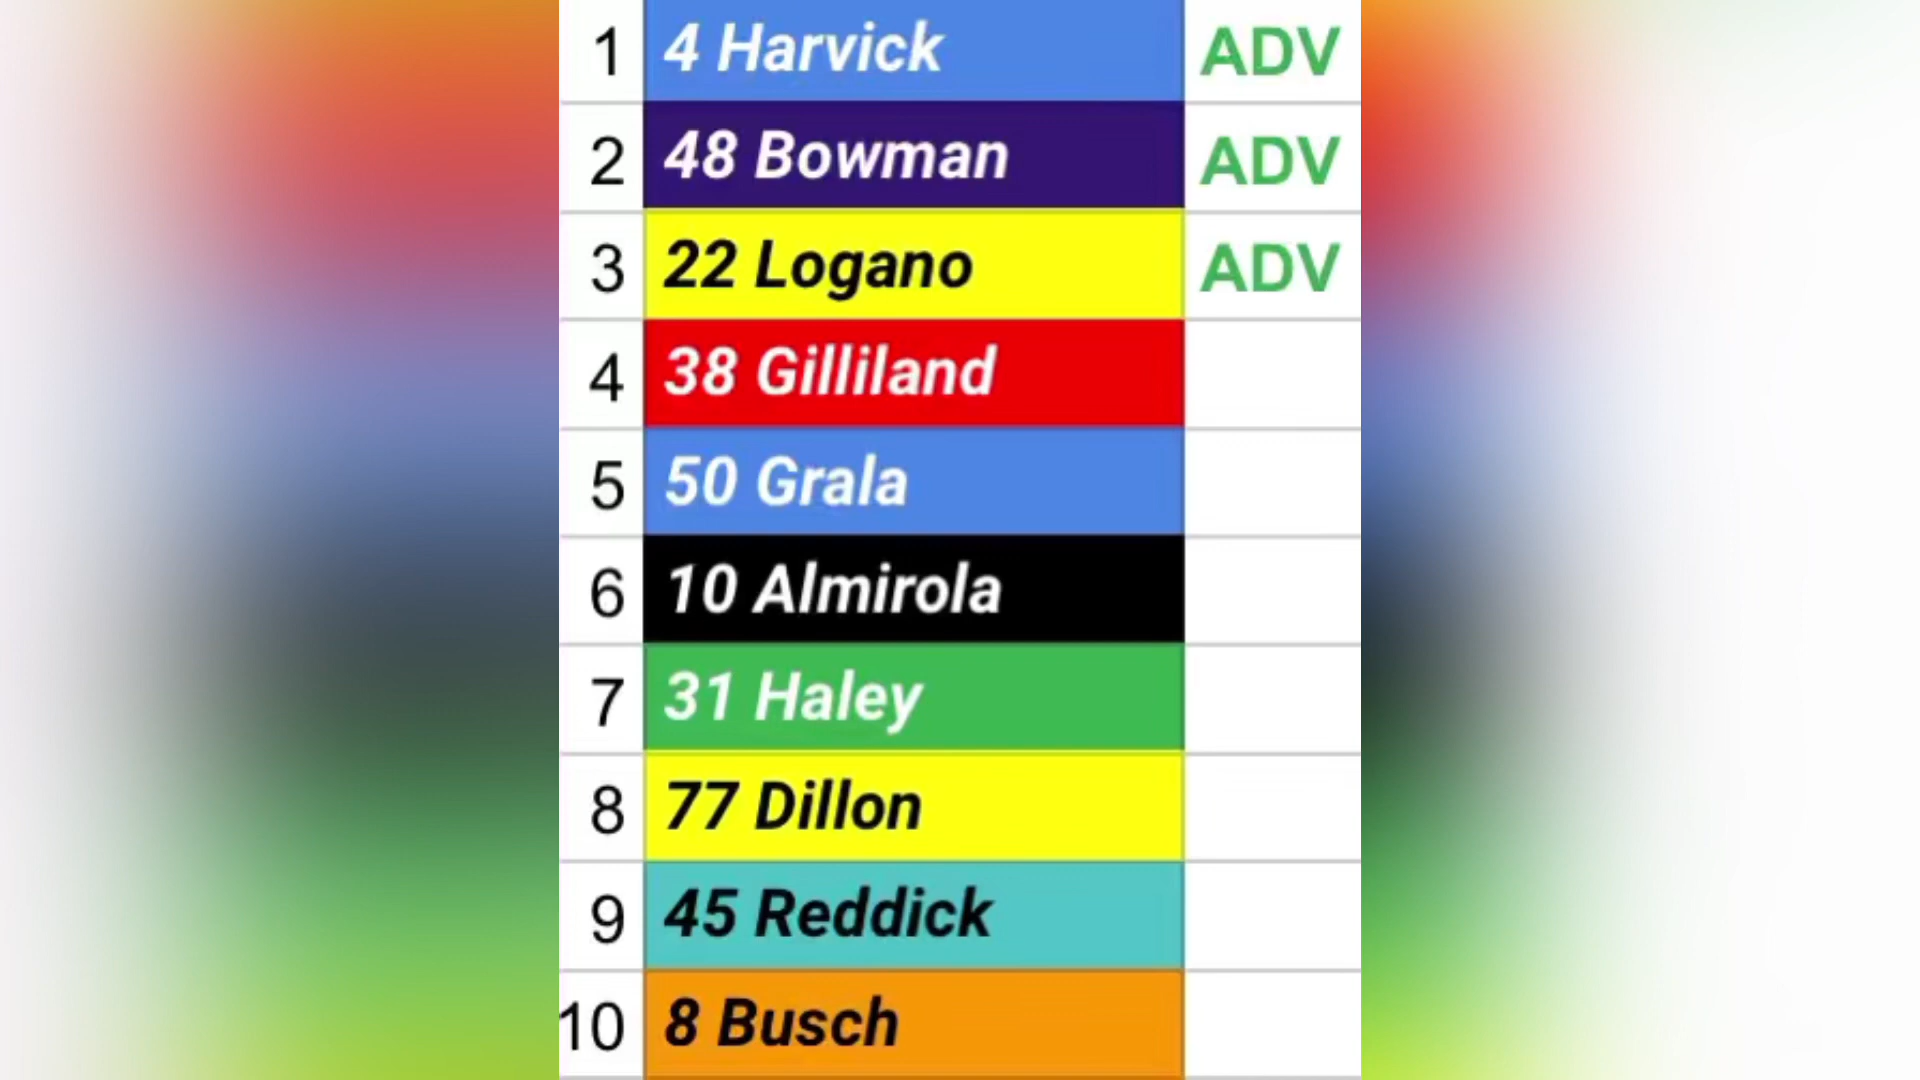 1 4 Harvick ADV
2 48 Bowman ADV
3 22 Logano ADV
4 38 Gilliland
5 50 Grala
6 10 Almirola
7 31 Haley
8 77 Dillon
9 45 Reddick
10 8 Busch